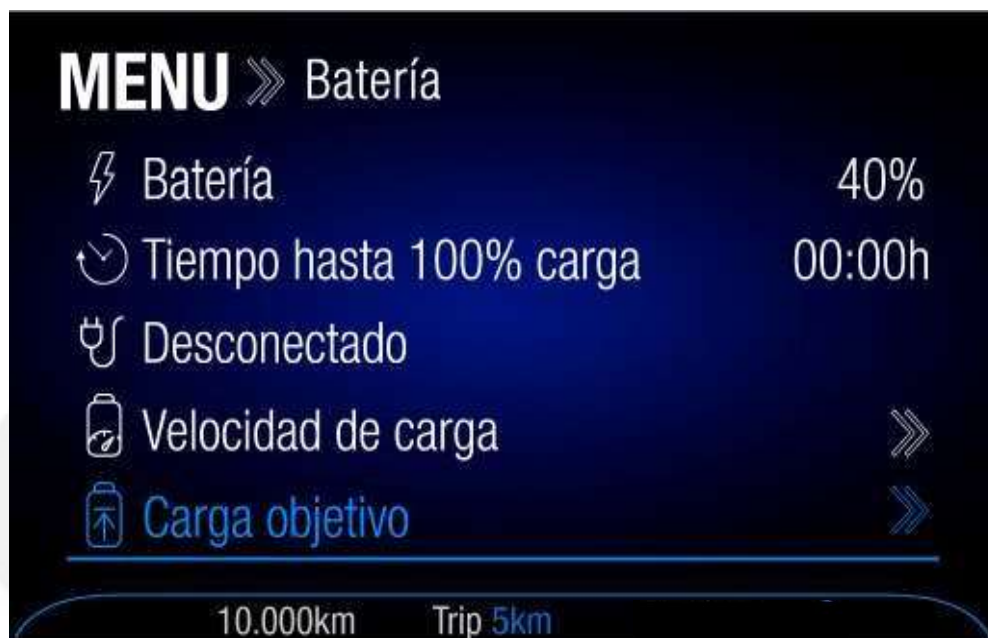 MENU Batería
Batería 40%
Tiempo hasta 100% carga 00:00h
Desconectado
Velocidad de carga
Carga objetivo
10.000km Trip 5km